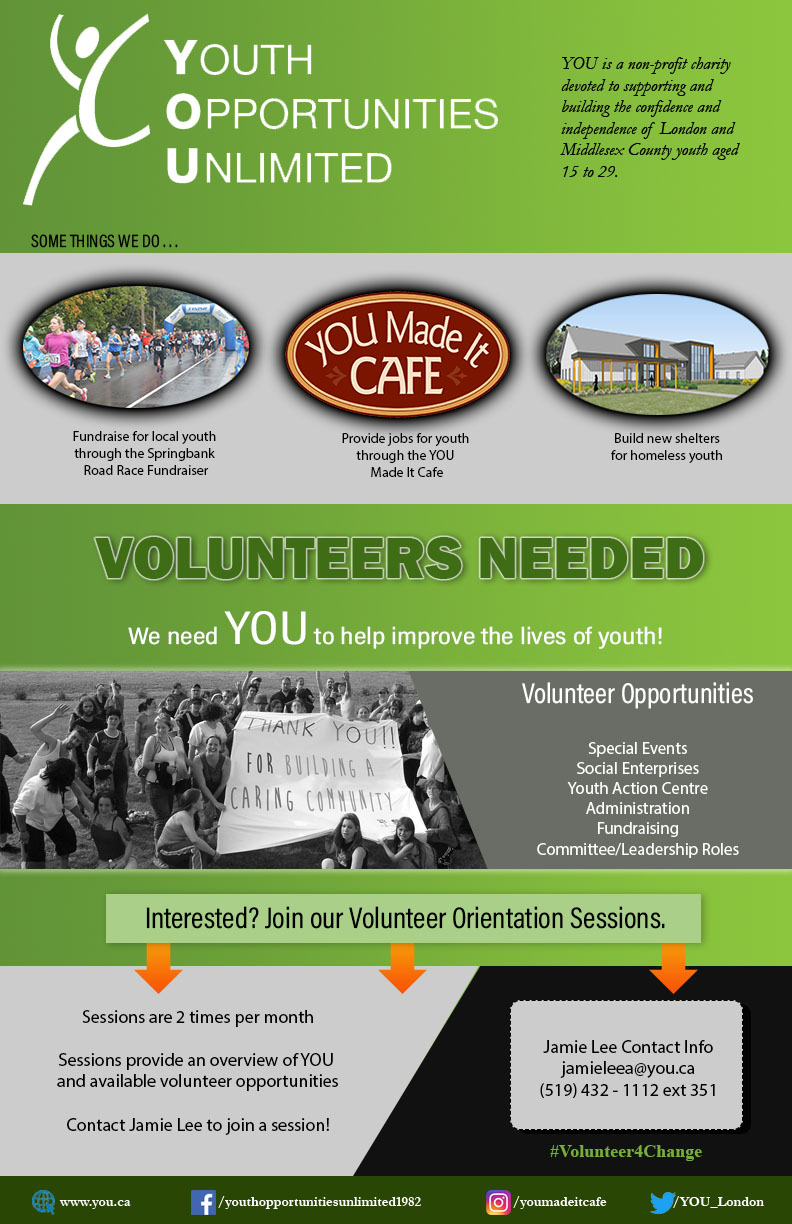 YOUTH
OPPORTUNITIES
UNLIMITED
YOU is a non-profit charity
devoted to supporting and
building the confidence and
independence of London and
Middlesex County youth aged
15 to 29.
SOME THINGS WE DO . . .
YOU Made It
CAFE
Fundraise for local youth
through the Springbank
Road Race Fundraiser
Provide jobs for youth
through the YOU
Made It Cafe
Build new shelters
for homeless youth
VOLUNTEERS NEEDED
We need YOU to help improve the lives of youth!
THANK YOU!!
FOR BUILDING A
CARING COMMUNITY
Volunteer Opportunities
Special Events
Social Enterprises
Youth Action Centre
Administration
Fundraising
Committee/Leadership Roles
Interested? Join our Volunteer Orientation Sessions.
Sessions are 2 times per month
Sessions provide an overview of YOU
and available volunteer opportunities
Contact Jamie Lee to join a session!
Jamie Lee Contact Info
jamieleea@you.ca
(519) 432 - 1112 ext 351
#Volunteer4Change
www.you.ca
/youthopportunitiesunlimited1982
/youmadeitcafe
/YOU_London